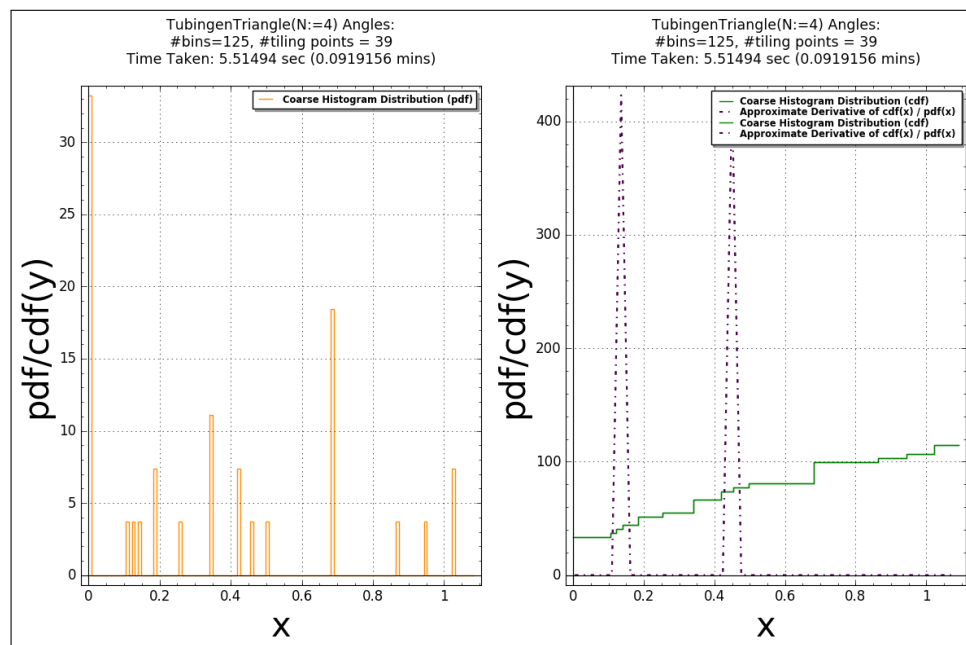 TubingenTriangle(N:=4) Angles:
#bins=125, #tiling points = 39
Time Taken: 5.51494 sec (0.0919156 mins)
Coarse Histogram Distribution (pdf)
30
25
20
15
10
5
0
0 0.2 0.4 0.6 0.8 1
pdf/cdf(y)
x
TubingenTriangle(N:=4) Angles:
#bins=125, #tiling points = 39
Time Taken: 5.51494 sec (0.0919156 mins)
Coarse Histogram Distribution (cdf)
Approximate Derivative of cdf(x) / pdf(x)
Coarse Histogram Distribution (cdf)
Approximate Derivative of cdf(x) / pdf(x)
400
300
200
100
0
0 0.2 0.4 0.6 0.8 1
pdf/cdf(y)
x